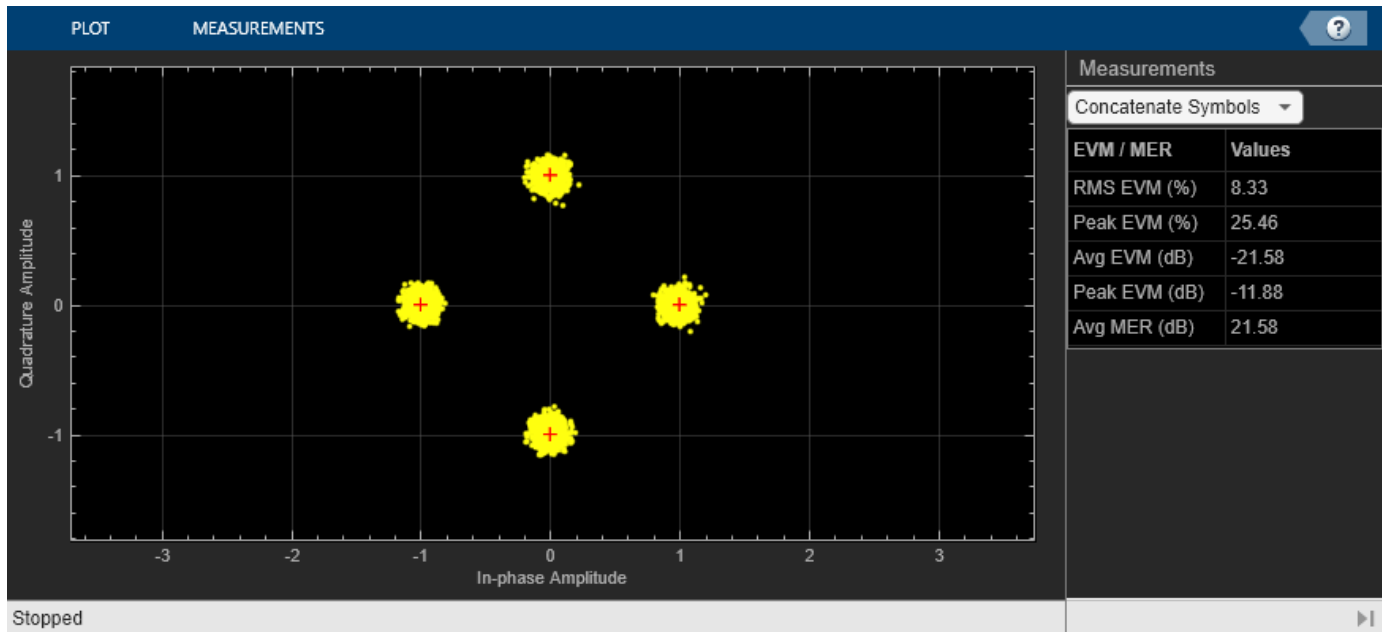 PLOT MEASUREMENTS ?
Measurements
Concatenate Symbols
EVM / MER Values
RMS EVM (%) 8.33
Peak EVM (%) 25.46
Avg EVM (dB) -21.58
Peak EVM (dB) -11.88
Avg MER (dB) 21.58
Quadrature Amplitude
1
0
-1
-3 -2 -1 0 1 2 3
In-phase Amplitude
Stopped